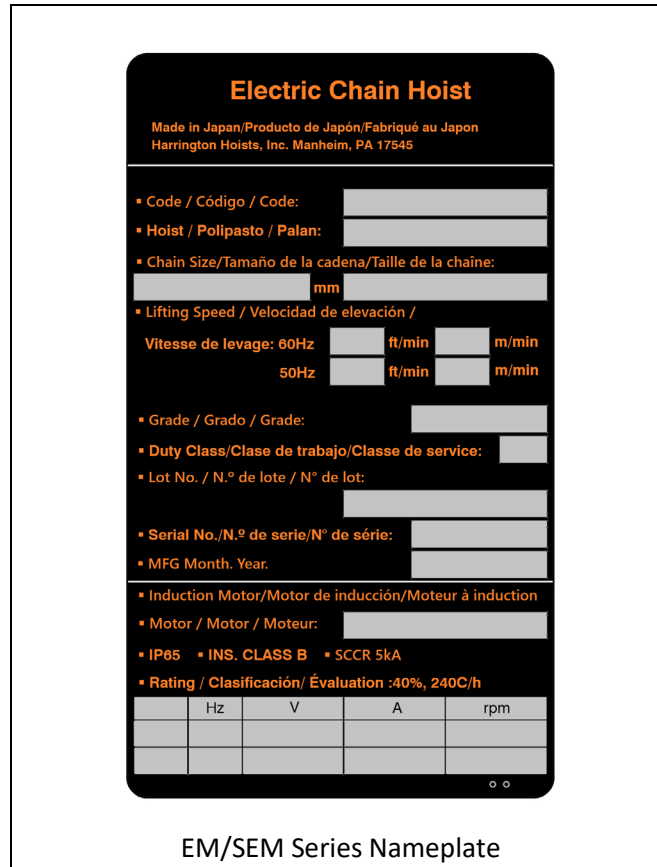 Electric Chain Hoist
Made in Japan/Producto de Japón/Fabriqué au Japon
Harrington Hoists, Inc. Manheim, PA 17545
▪ Code / Código / Code:
▪ Hoist / Polipasto / Palan:
▪ Chain Size/Tamaño de la cadena/Taille de la chaîne:
mm
▪ Lifting Speed / Velocidad de elevación /
Vitesse de levage: 60Hz ft/min m/min
50Hz ft/min m/min
▪ Grade / Grado / Grade:
▪ Duty Class/Clase de trabajo/Classe de service:
▪ Lot No. / N.º de lote / N° de lot:
▪ Serial No./N.º de serie/N° de série:
▪ MFG Month. Year.
▪ Induction Motor/Motor de inducción/Moteur à induction
▪ Motor / Motor / Moteur:
▪ IP65 ▪ INS. CLASS B ▪ SCCR 5kA
▪ Rating / Clasificación/ Évaluation :40%, 240C/h
Hz V A rpm
EM/SEM Series Nameplate